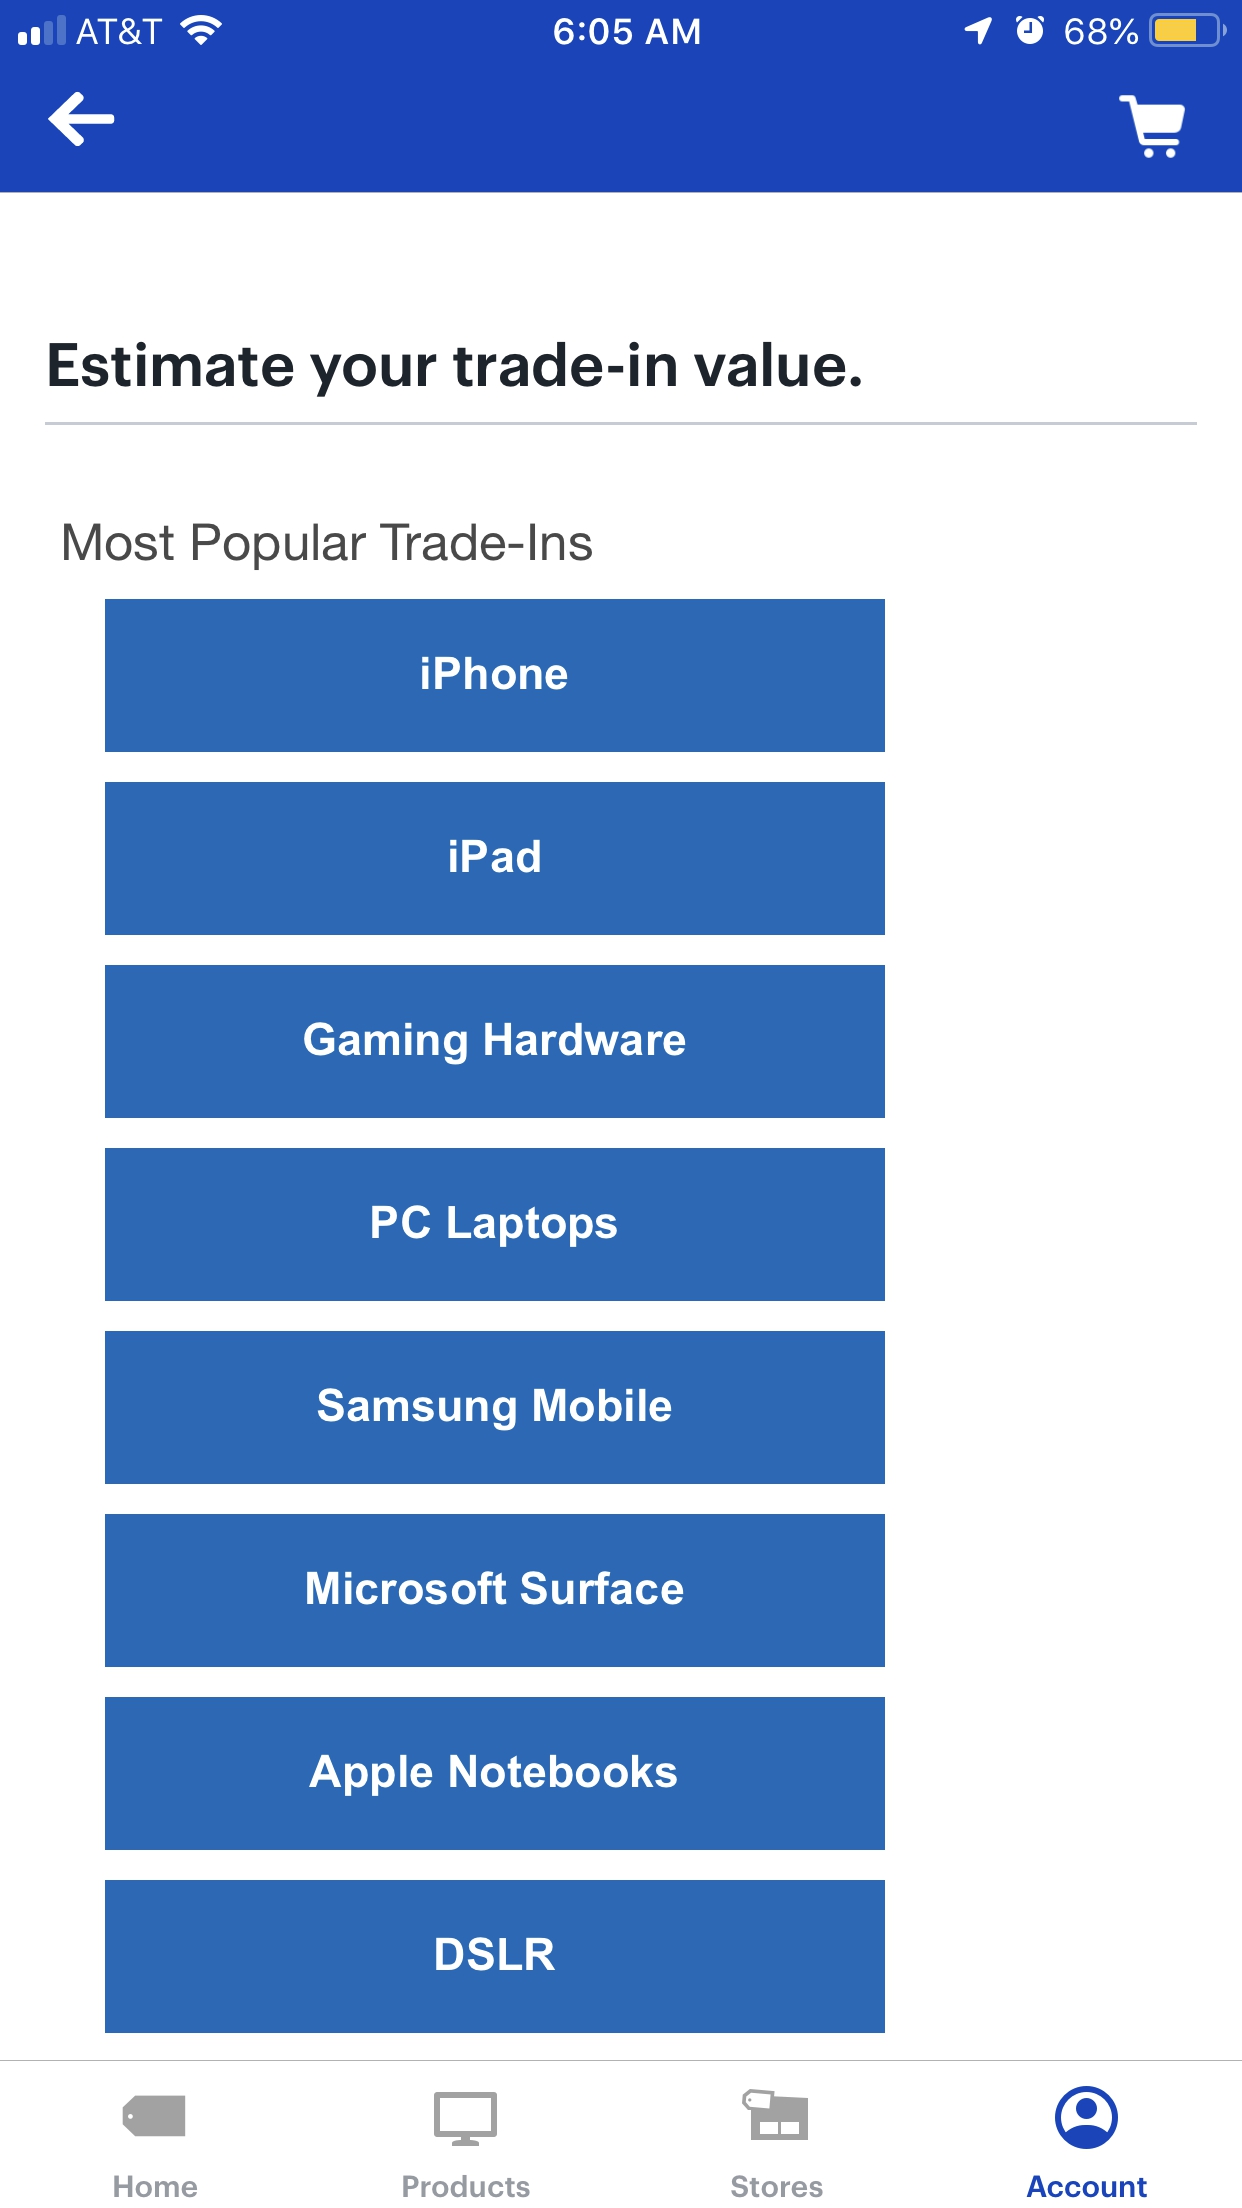 AT&T 6:05 AM 68%
Estimate your trade-in value.
Most Popular Trade-Ins
iPhone
iPad
Gaming Hardware
PC Laptops
Samsung Mobile
Microsoft Surface
Apple Notebooks
DSLR
Home Products Stores Account